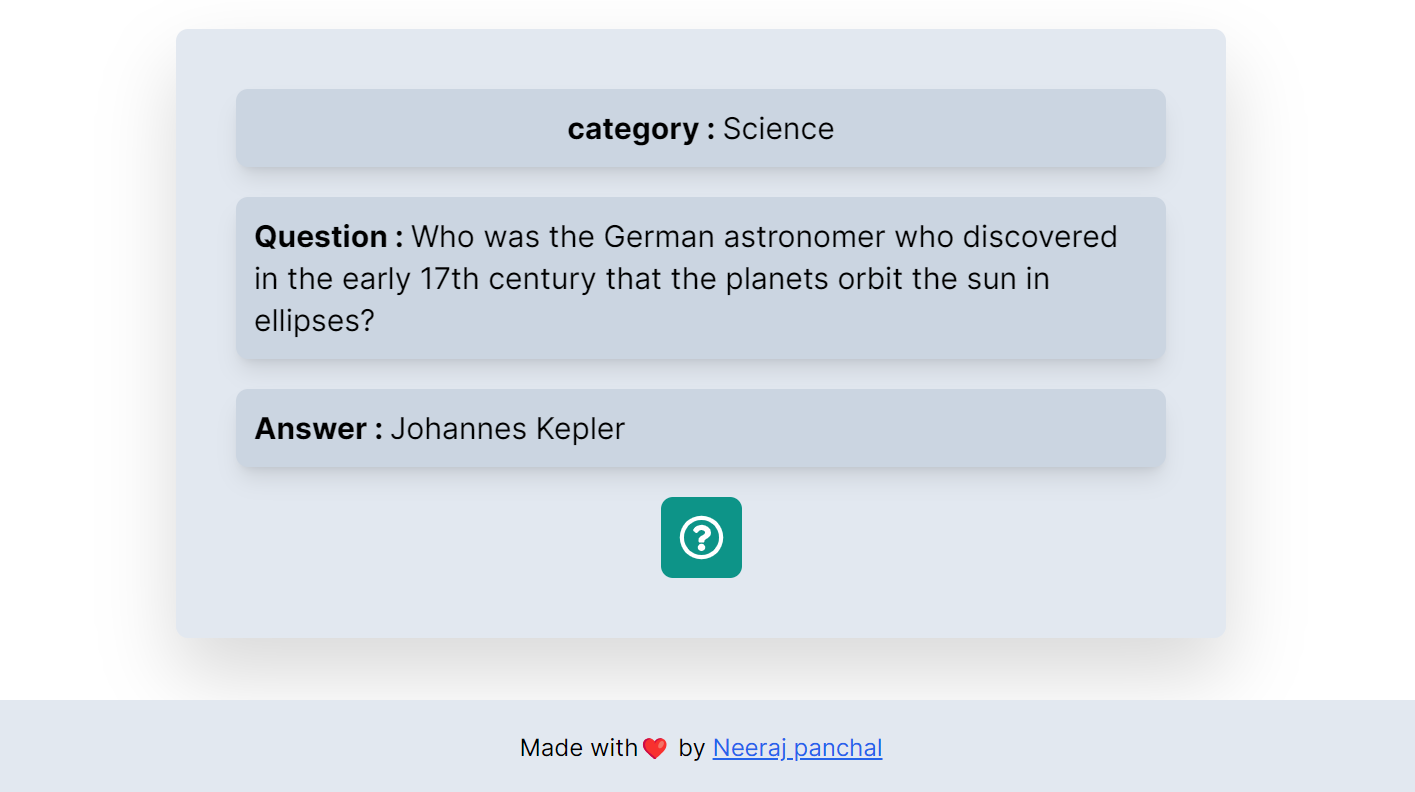 category : Science
Question : Who was the German astronomer who discovered
in the early 17th century that the planets orbit the sun in
ellipses?
Answer : Johannes Kepler
?
Made with❤️ by Neeraj panchal